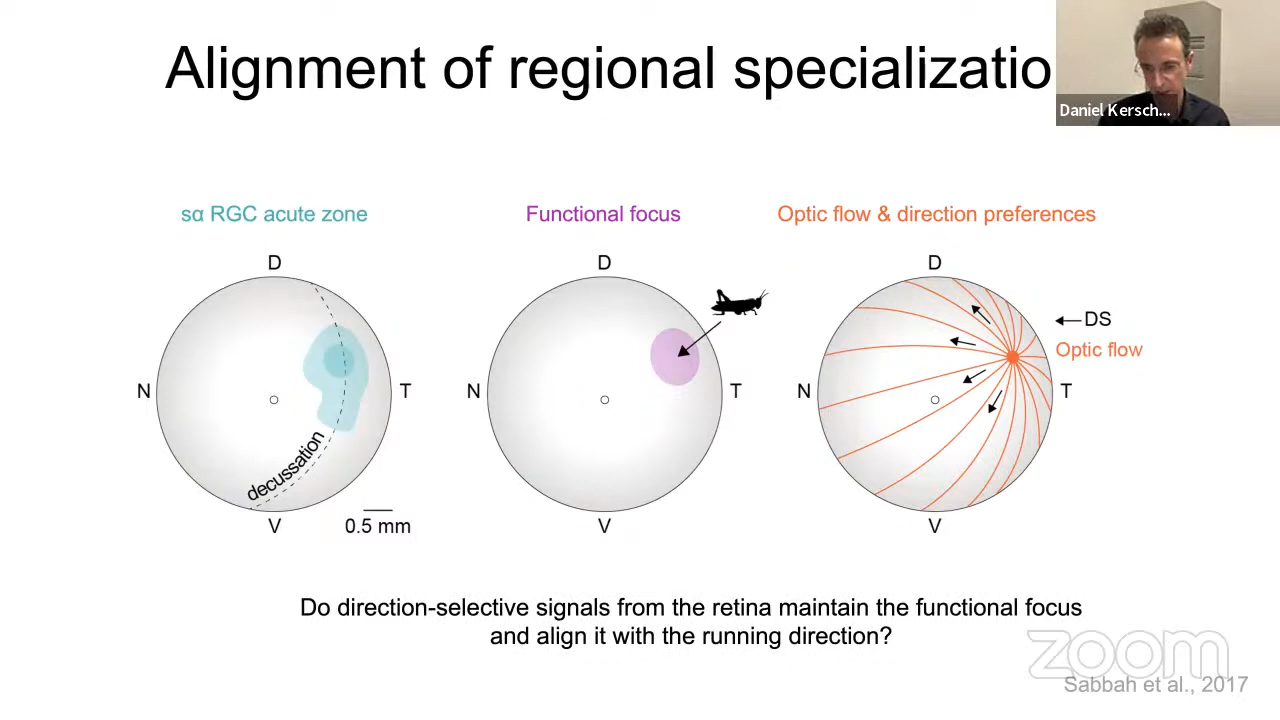 Alignment of regional specializatio
Daniel Kersch...
sα RGC acute zone
Functional focus
Optic flow & direction preferences
D
D
D
DS
Optic flow
N
T
N
T
N
T
decussation
V
0.5 mm
V
V
Do direction-selective signals from the retina maintain the functional focus
and align it with the running direction?
zoom
Sabbah et al., 2017